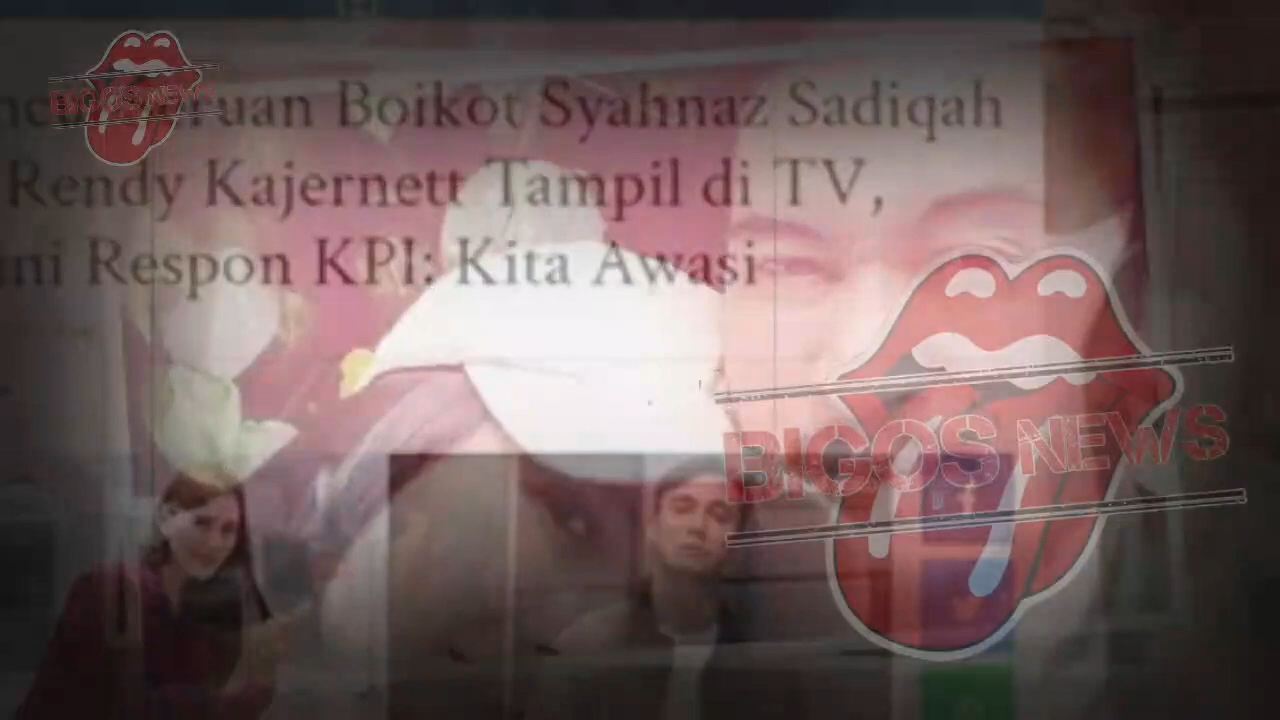 BIGOS NEWS
Boikot Syahnaz Sadiqah
Rendy Kajernett Tampil di TV,
Respon KPI: Kita Awasi
BIGOS NEWS